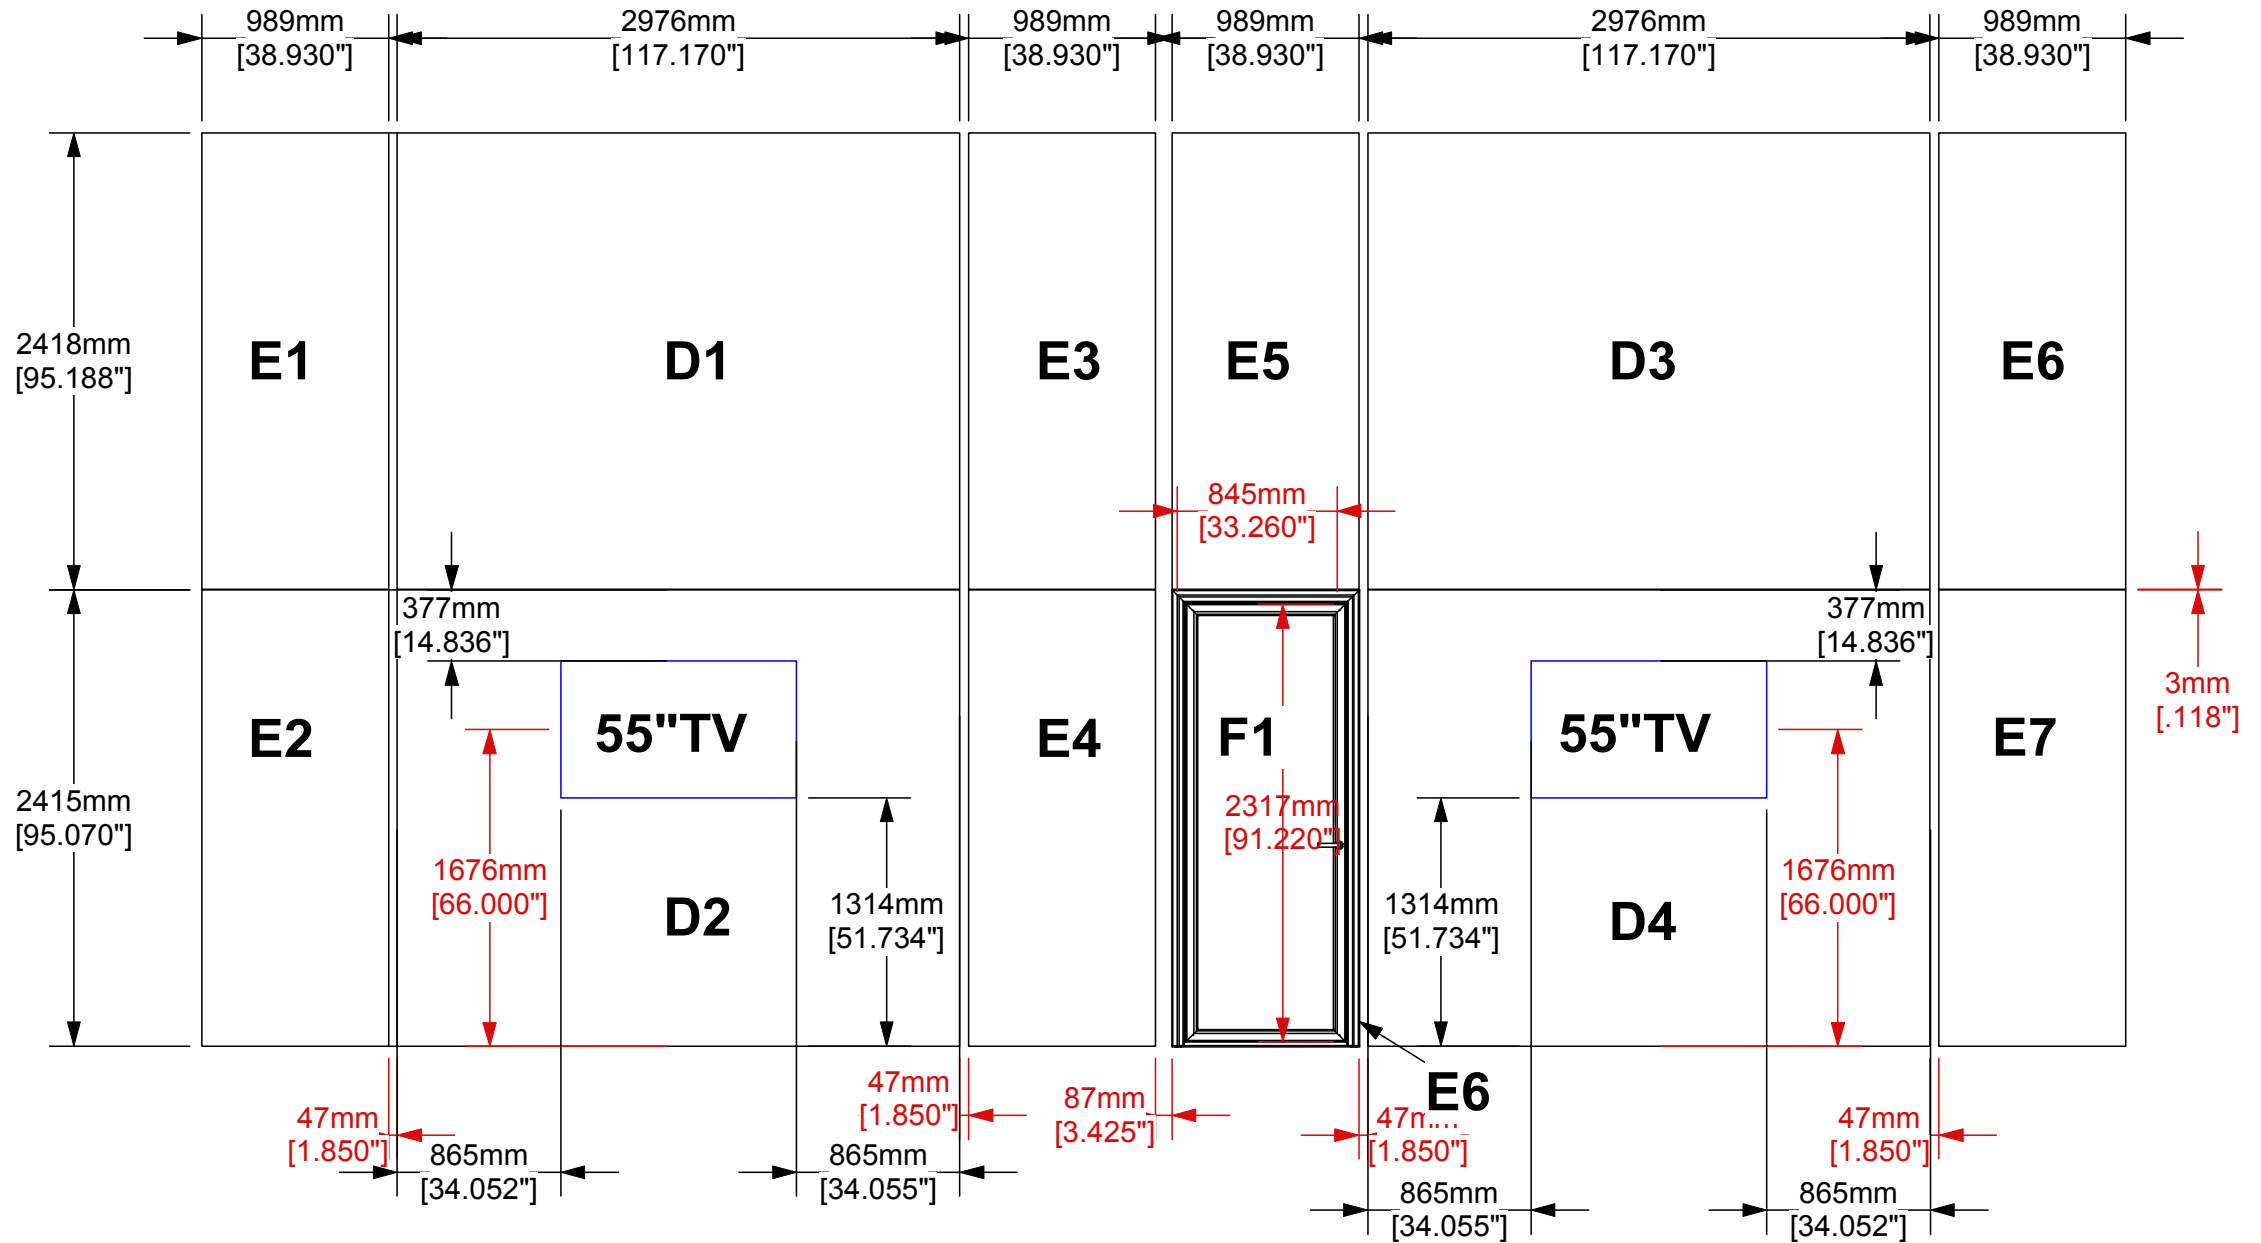 989mm
[38.930"]
2976mm
[117.170"]
989mm
[38.930"]
989mm
[38.930"]
2976mm
[117.170"]
989mm
[38.930"]
2418mm
[95.188"]
E1
D1
E3
E5
D3
E6
845mm
[33.260"]
377mm
[14.836"]
377mm
[14.836"]
3mm
[.118"]
E2
55"TV
E4
F1
55"TV
E7
2415mm
[95.070"]
2317mm
[91.220"]
1676mm
[66.000"]
D2
1314mm
[51.734"]
1314mm
[51.734"]
D4
1676mm
[66.000"]
47mm
[1.850"]
47mm
[1.850"]
87mm
[3.425"]
E6
[1.850"]
47mm
[1.850"]
865mm
[34.052"]
865mm
[34.055"]
865mm
[34.055"]
865mm
[34.052"]